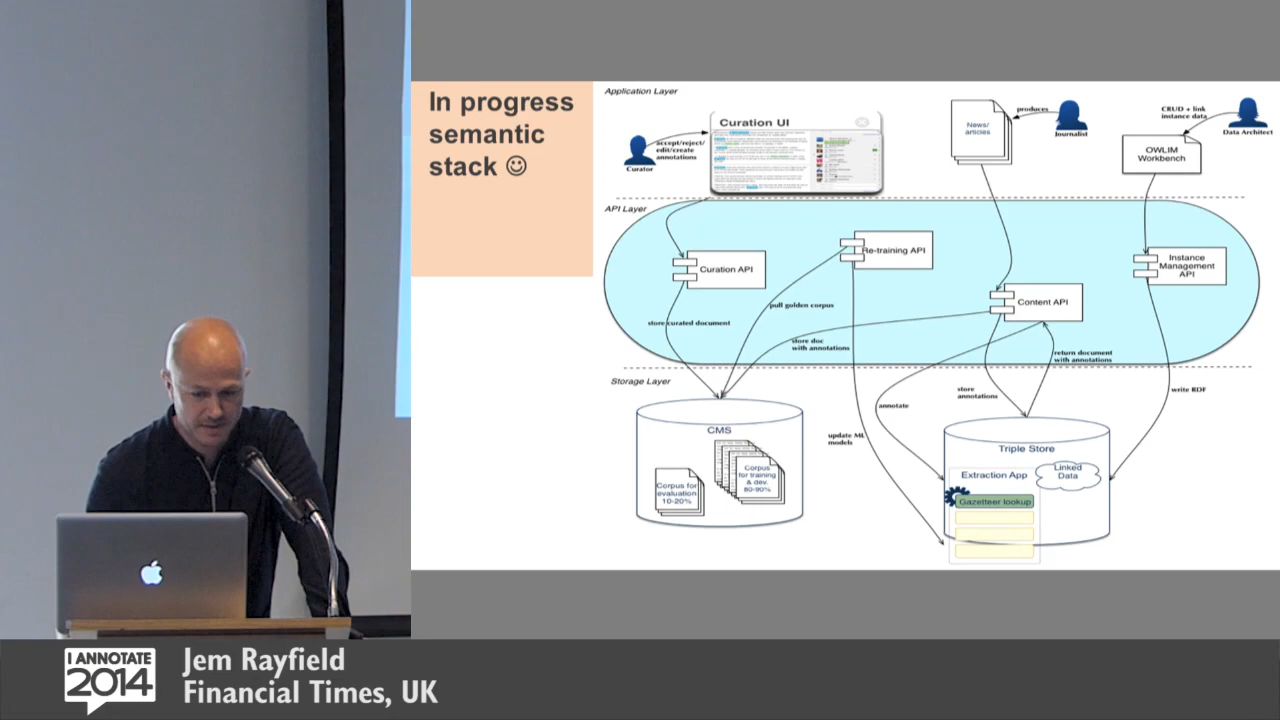 In progress
semantic
stack ☺
Application Layer
Curation UI
accept/reject/
edit/create
annotations
Curator
News/
articles
produces
Journalist
CRUD + link
instance data
Data Architect
OWLIM
Workbench
API Layer
Curation API
Re-training API
Content API
Instance
Management
API
pull golden corpus
store curated document
store doc
with annotations
return document
with annotations
Storage Layer
annotate
store
annotations
write RDF
update ML
models
CMS
Corpus for
evaluation
10-20%
Corpus
for training
& dev.
80-90%
Triple Store
Extraction App
Linked
Data
Gazetteer lookup
I ANNOTATE
2014
Jem Rayfield
Financial Times, UK